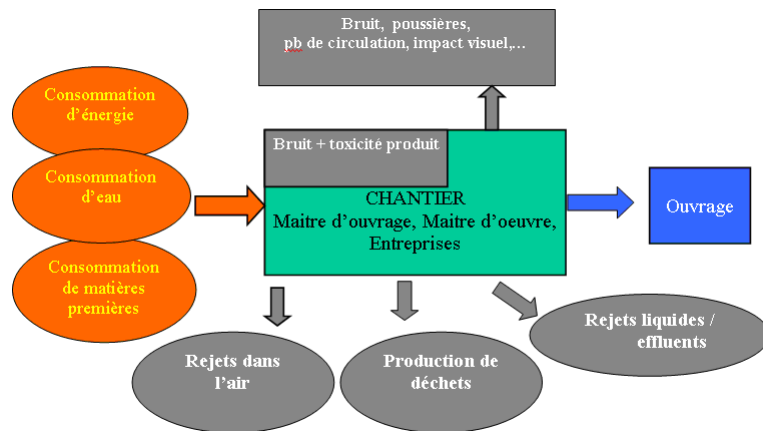 Bruit, poussières,
pb de circulation, impact visuel,...
Consommation
d'énergie
Consommation
d'eau
Consommation
de matières
premières
Bruit + toxicité produit
CHANTIER
Maitre d'ouvrage, Maitre d'oeuvre,
Entreprises
Ouvrage
Rejets dans
l'air
Production de
déchets
Rejets liquides /
effluents